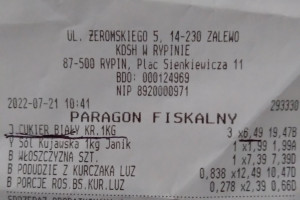 UL. ŻEROMSKIEGO 5, 14-230 ZALEWO
KDSH W RYPINIE
87-500 RYPIN, Plac Sienkiewicza 11
BDO: 000124969
NIP 8920000971
2022-07-21 10:41 293330
PARAGON FISKALNY
J CUKIER BIAŁY KR.1KG 3 x6,49 19,47B
Y Sól Kujawska 1kg Janik 1 x1,99 1,99A
B WŁOSZCZYZNA SZT. 1 x7,39 7,39D
B PODUDZIE Z KURCZAKA LUZ 0,838 x12,49 10,47D
B PORCJE ROS.BS.KUR.LUZ 0,278 x2,39 0,66D